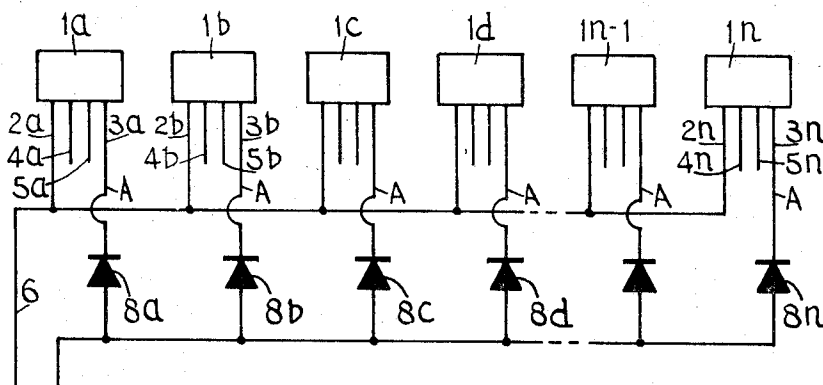 1a 1b 1c 1d 1n-1 1n
2a 3a 2b 3b 2n 3n
4a 4b 5b 4n 5n
5a A A A A A A
6 8a 8b 8c 8d 8n